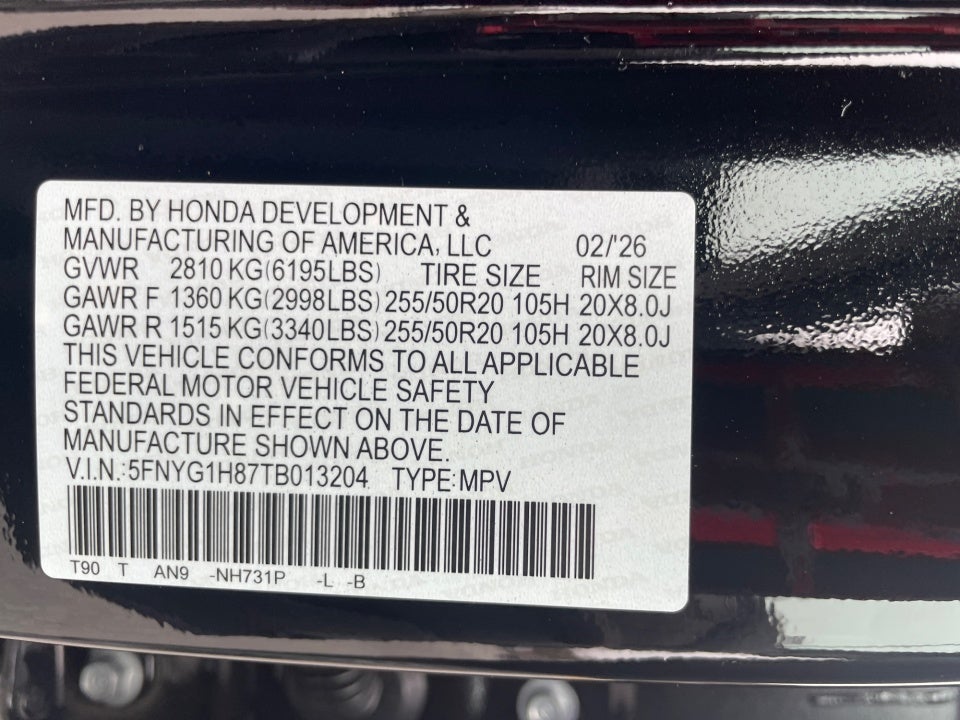 MFD. BY HONDA DEVELOPMENT &
MANUFACTURING OF AMERICA, LLC 02/'26
GVWR 2810 KG(6195LBS) TIRE SIZE RIM SIZE
GAWR F 1360 KG(2998LBS) 255/50R20 105H 20X8.0J
GAWR R 1515 KG(3340LBS) 255/50R20 105H 20X8.0J
THIS VEHICLE CONFORMS TO ALL APPLICABLE
FEDERAL MOTOR VEHICLE SAFETY
STANDARDS IN EFFECT ON THE DATE OF
MANUFACTURE SHOWN ABOVE.
V.I.N.:5FNYG1H87TB013204 TYPE:MPV
T90 T AN9 -NH731P -L -B